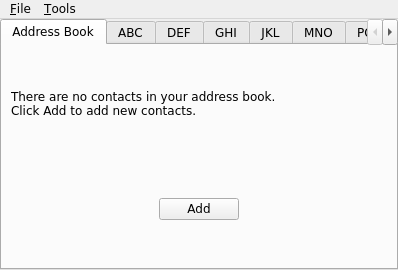 File Tools
Address Book ABC DEF GHI JKL MNO
There are no contacts in your address book.
Click Add to add new contacts.
Add